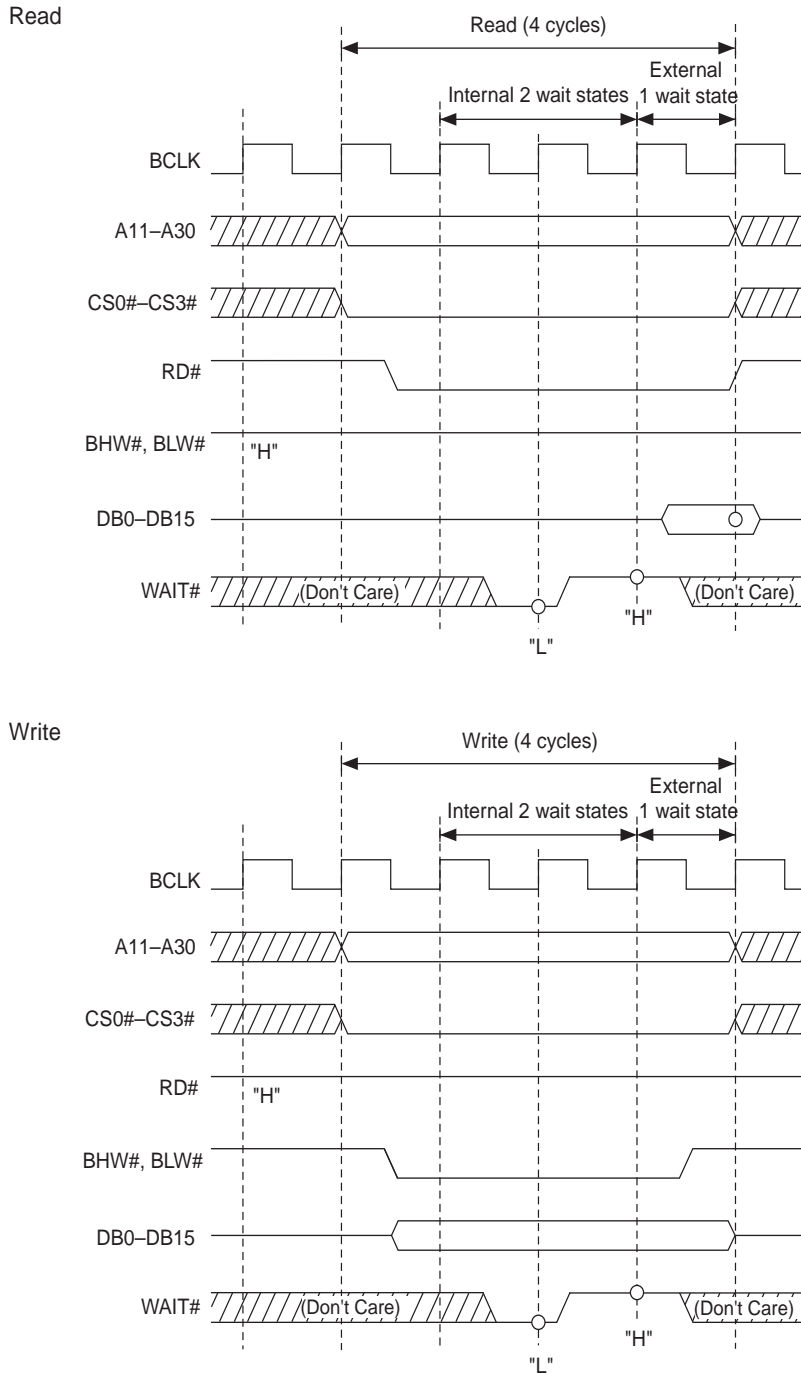 Read
Read (4 cycles)
External
Internal 2 wait states 1 wait state
BCLK
A11–A30
CS0#–CS3#
RD#
BHW#, BLW#
"H"
DB0–DB15
WAIT#
(Don't Care)
(Don't Care)
"H"
"L"
Write
Write (4 cycles)
External
Internal 2 wait states 1 wait state
BCLK
A11–A30
CS0#–CS3#
RD#
"H"
BHW#, BLW#
DB0–DB15
WAIT#
(Don't Care)
(Don't Care)
"H"
"L"